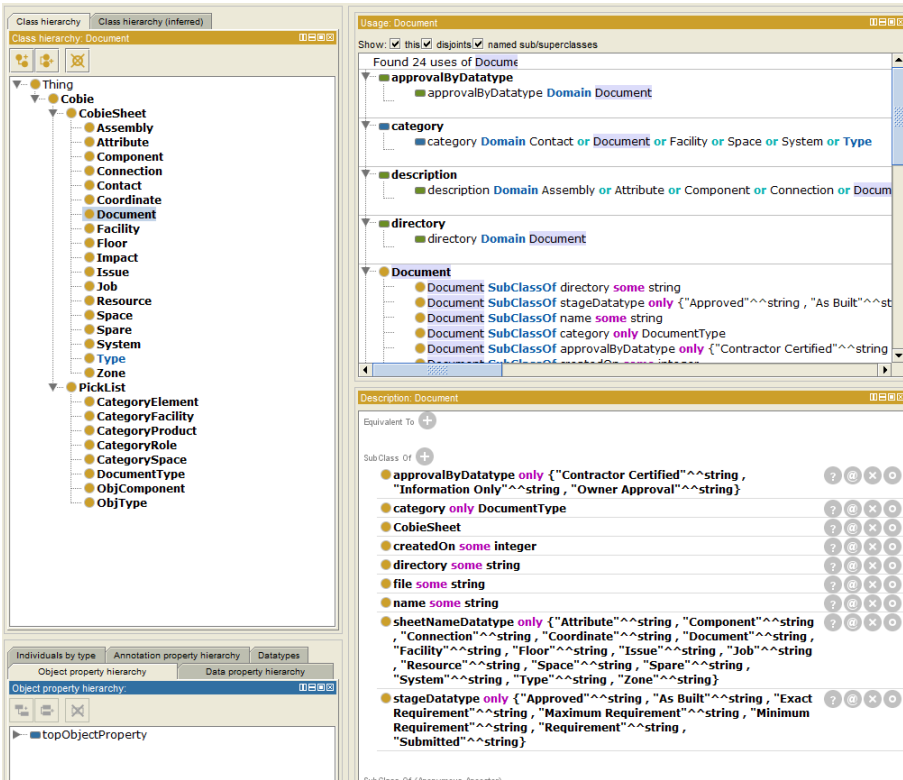 Class hierarchy
Class hierarchy (inferred)
Class hierarchy: Document
Thing
Cobie
CobieSheet
Assembly
Attribute
Component
Connection
Contact
Coordinate
Document
Facility
Floor
Impact
Issue
Job
Resource
Space
Spare
System
Type
Zone
PickList
CategoryElement
CategoryFacility
CategoryProduct
CategoryRole
CategorySpace
DocumentType
ObjComponent
ObjType
Individuals by type
Annotation property hierarchy
Datatypes
Object property hierarchy
Data property hierarchy
Object property hierarchy:
topObjectProperty
Usage: Document
Show: this disjoints named sub/superclasses
Found 24 uses of Docume
approvalByDatatype
approvalByDatatype Domain Document
category
category Domain Contact or Document or Facility or Space or System or Type
description
description Domain Assembly or Attribute or Component or Connection or Docum
directory
directory Domain Document
Document
Document SubClassOf directory some string
Document SubClassOf stageDatatype only {"Approved"^^string , "As Built"^^st
Document SubClassOf name some string
Document SubClassOf category only DocumentType
Document SubClassOf approvalByDatatype only {"Contractor Certified"^^string
Document SubClassOf createdOn some integer
Description: Document
Equivalent To
SubClass Of
approvalByDatatype only {"Contractor Certified"^^string ,
"Information Only"^^string , "Owner Approval"^^string}
category only DocumentType
CobieSheet
createdOn some integer
directory some string
file some string
name some string
sheetNameDatatype only {"Attribute"^^string , "Component"^^string
, "Connection"^^string , "Coordinate"^^string , "Document"^^string ,
"Facility"^^string , "Floor"^^string , "Issue"^^string , "Job"^^string
, "Resource"^^string , "Space"^^string , "Spare"^^string ,
"System"^^string , "Type"^^string , "Zone"^^string}
stageDatatype only {"Approved"^^string , "As Built"^^string , "Exact
Requirement"^^string , "Maximum Requirement"^^string , "Minimum
Requirement"^^string , "Requirement"^^string ,
"Submitted"^^string}
SubClass Of (Anonymous Ancestor)